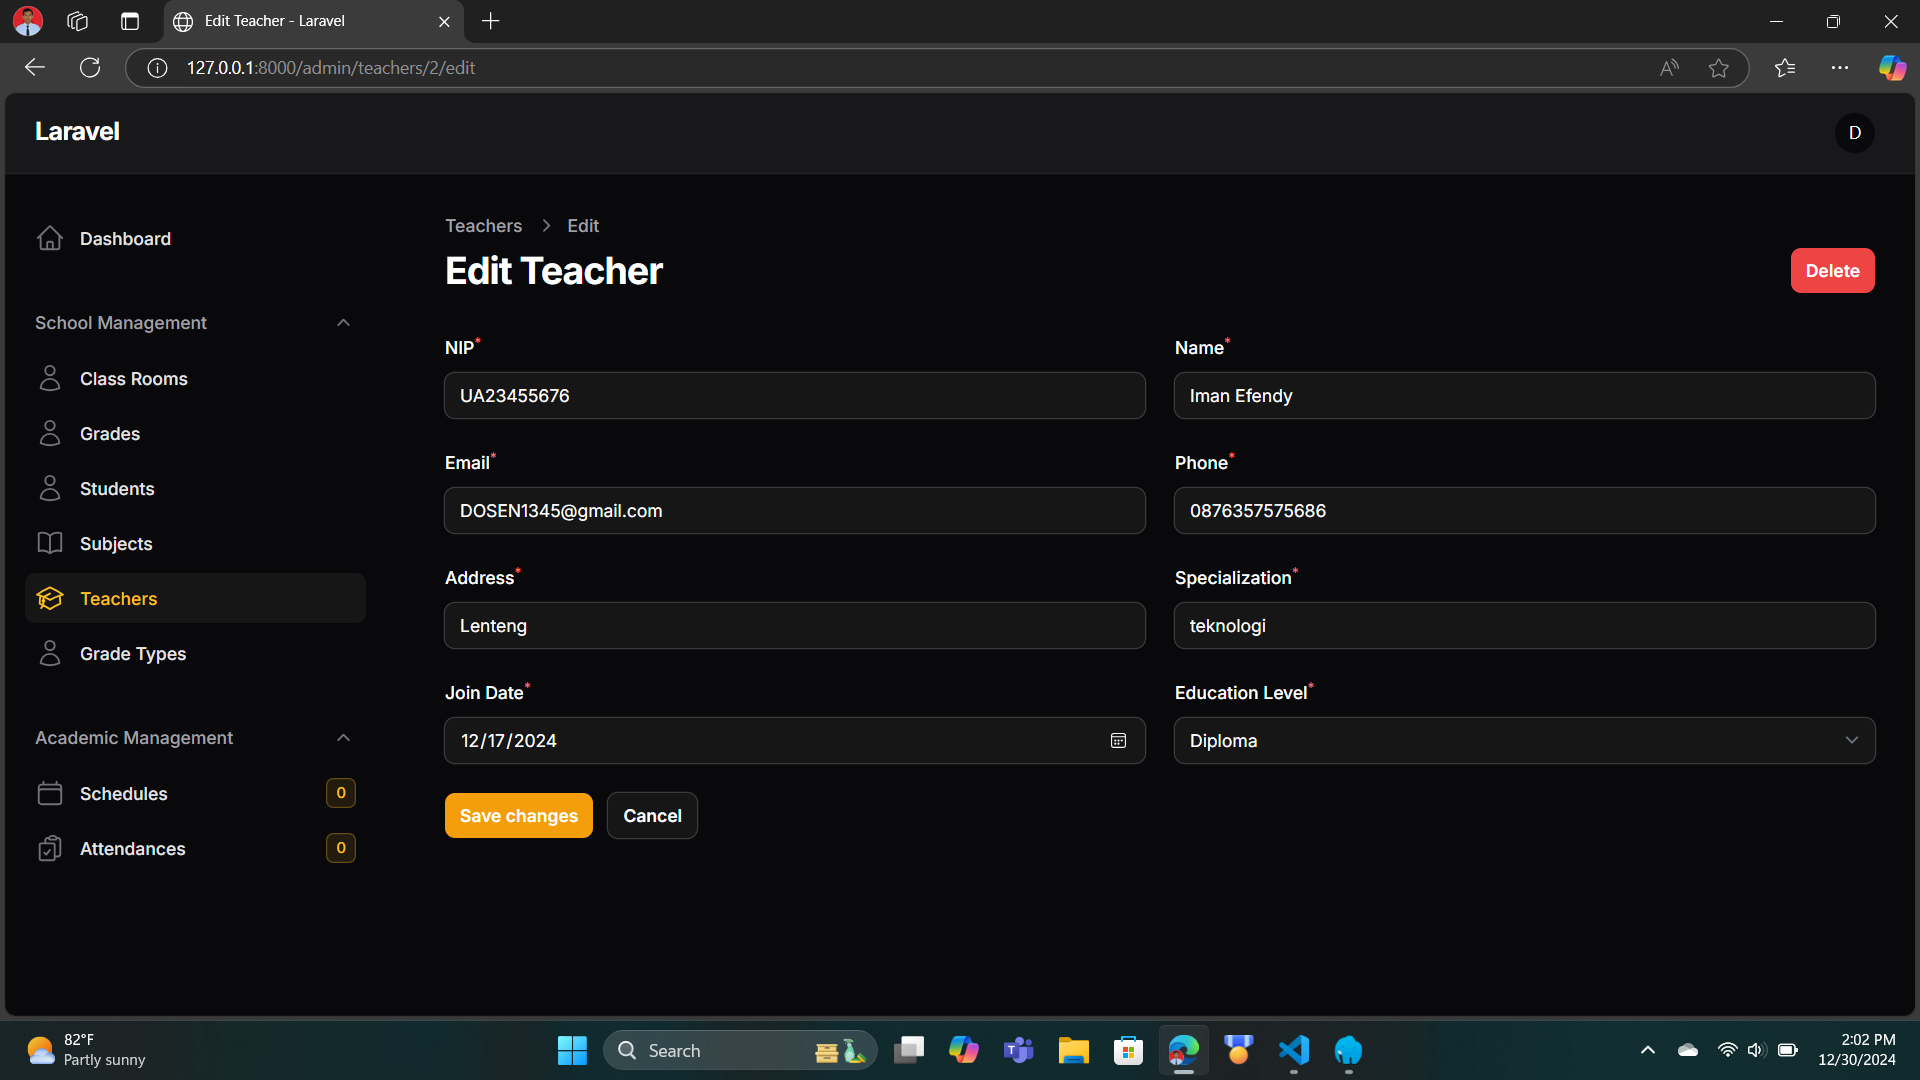 Edit Teacher - Laravel
127.0.0.1:8000/admin/teachers/2/edit
Laravel
D
Dashboard
School Management
Class Rooms
Grades
Students
Subjects
Teachers
Grade Types
Academic Management
Schedules 0
Attendances 0
Teachers > Edit
Edit Teacher
Delete
NIP*
UA23455676
Name*
Iman Efendy
Email*
DOSEN1345@gmail.com
Phone*
0876357575686
Address*
Lenteng
Specialization*
teknologi
Join Date*
12/17/2024
Education Level*
Diploma
Save changes
Cancel
82°F
Partly sunny
Search
2:02 PM
12/30/2024